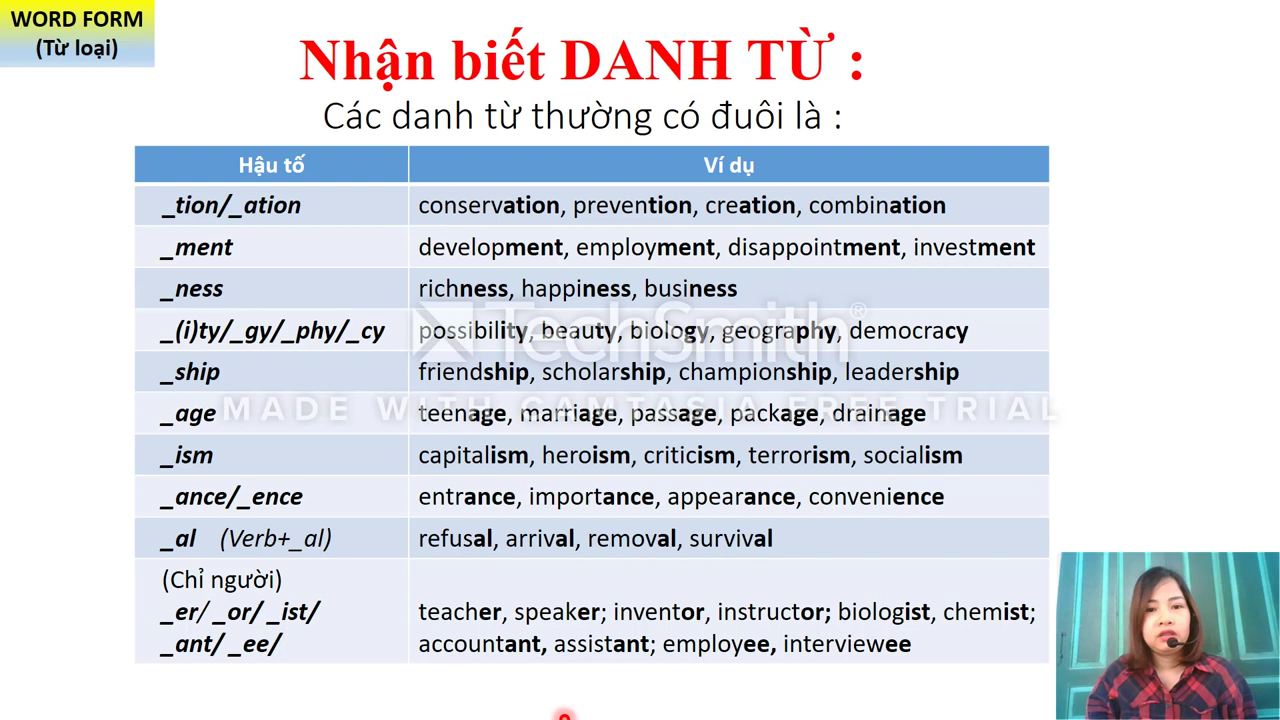 WORD FORM
(Từ loại)
Nhận biết DANH TỪ :
Các danh từ thường có đuôi là :
Hậu tố Ví dụ
_tion/_ation conservation, prevention, creation, combination
_ment development, employment, disappointment, investment
_ness richness, happiness, business
_(i)ty/_gy/_phy/_cy possibility, beauty, biology, geography, democracy
TechSmith®
_ship friendship, scholarship, championship, leadership
MADE WITH CAMTASIA FREE TRIAL
_age teenage, marriage, passage, package, drainage
_ism capitalism, heroism, criticism, terrorism, socialism
_ance/_ence entrance, importance, appearance, convenience
_al (Verb+_al) refusal, arrival, removal, survival
(Chỉ người)
_er/ _or/ _ist/ teacher, speaker; inventor, instructor; biologist, chemist;
_ant/ _ee/ accountant, assistant; employee, interviewee